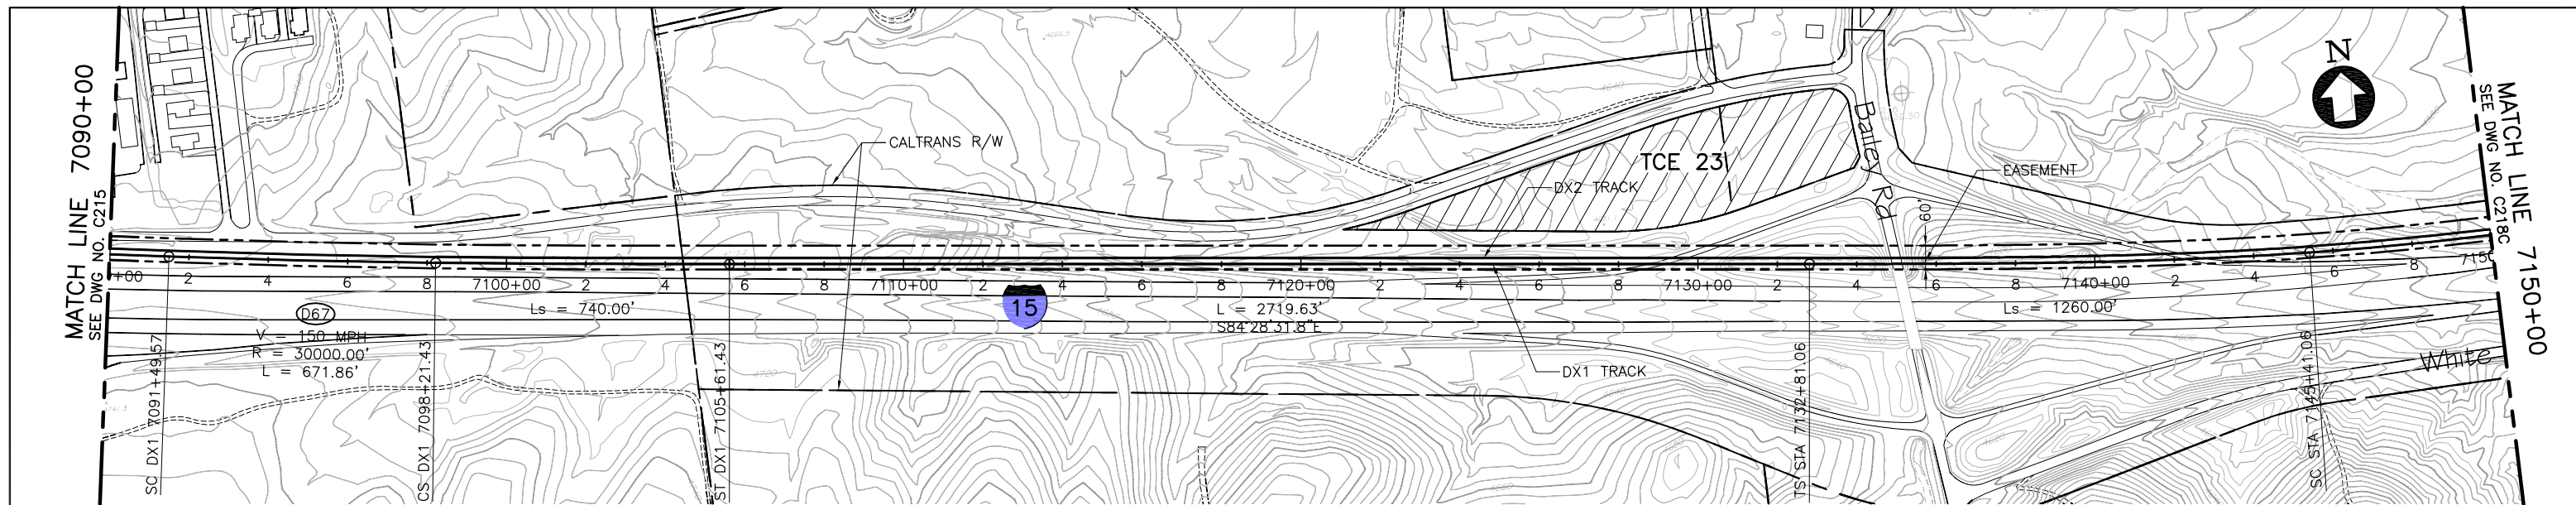 MATCH LINE 7090+00
SEE DWG NO. C215
CALTRANS R/W
TCE 23
DX2 TRACK
Bailey Rd
EASEMENT
60'
N
MATCH LINE 7150+00
SEE DWG NO. C218C
+00 2 4 6 8 7100+00 2 4 6 8 7110+00 2 4 6 8 7120+00 2 4 6 8 7130+00 2 4 6 8 7140+00 2 4 6 8 715
D67
V = 150 MPH
R = 30000.00'
L = 671.86'
Ls = 740.00'
15
L = 2719.63'
S84°28'31.8"E
Ls = 1260.00'
DX1 TRACK
White
SC DX1 7091+49.57
CS DX1 7098+21.43
ST DX1 7105+61.43
TS STA 7132+81.06
SC STA 7145+41.06